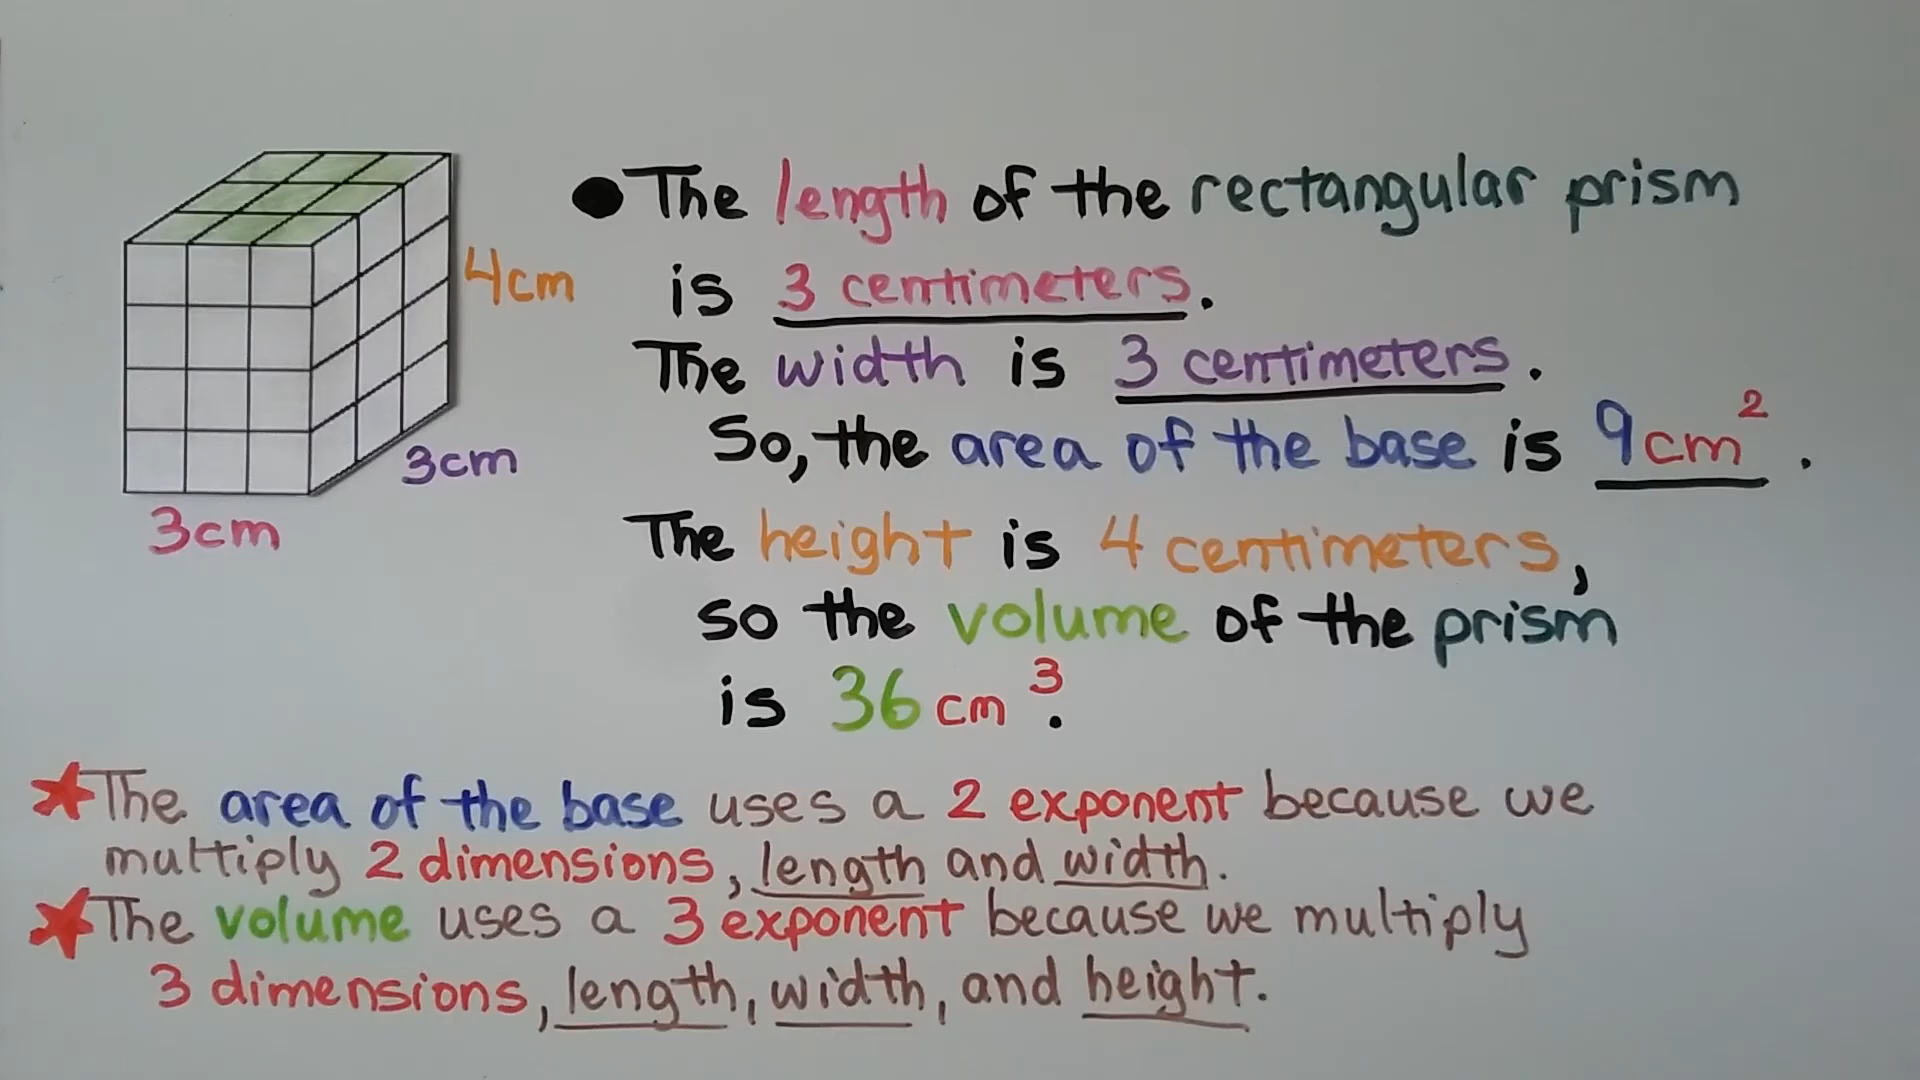 ● The length of the rectangular prism
is 3 centimeters.
The width is 3 centimeters.
So, the area of the base is 9cm².
The height is 4 centimeters,
so the volume of the prism
is 36 cm³.
4cm
3cm
3cm
★ The area of the base uses a 2 exponent because we
multiply 2 dimensions, length and width.
★ The volume uses a 3 exponent because we multiply
3 dimensions, length, width, and height.